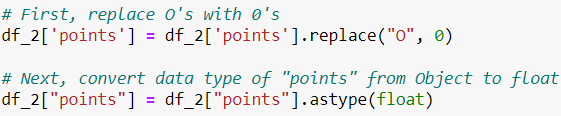 # First, replace O's with 0's
df_2['points'] = df_2['points'].replace("O", 0)
# Next, convert data type of "points" from Object to float
df_2["points"] = df_2["points"].astype(float)